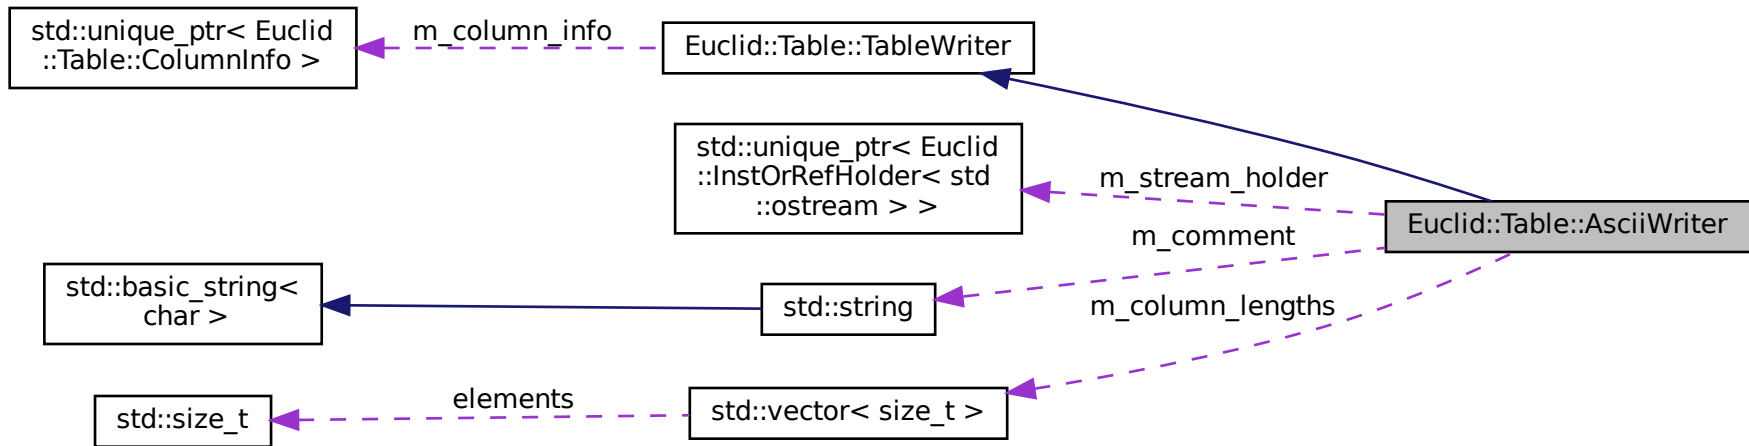 std::unique_ptr< Euclid
::Table::ColumnInfo >
m_column_info
Euclid::Table::TableWriter
std::unique_ptr< Euclid
::InstOrRefHolder< std
::ostream > >
m_stream_holder
Euclid::Table::AsciiWriter
m_comment
std::basic_string<
char >
std::string
m_column_lengths
std::size_t
elements
std::vector< size_t >